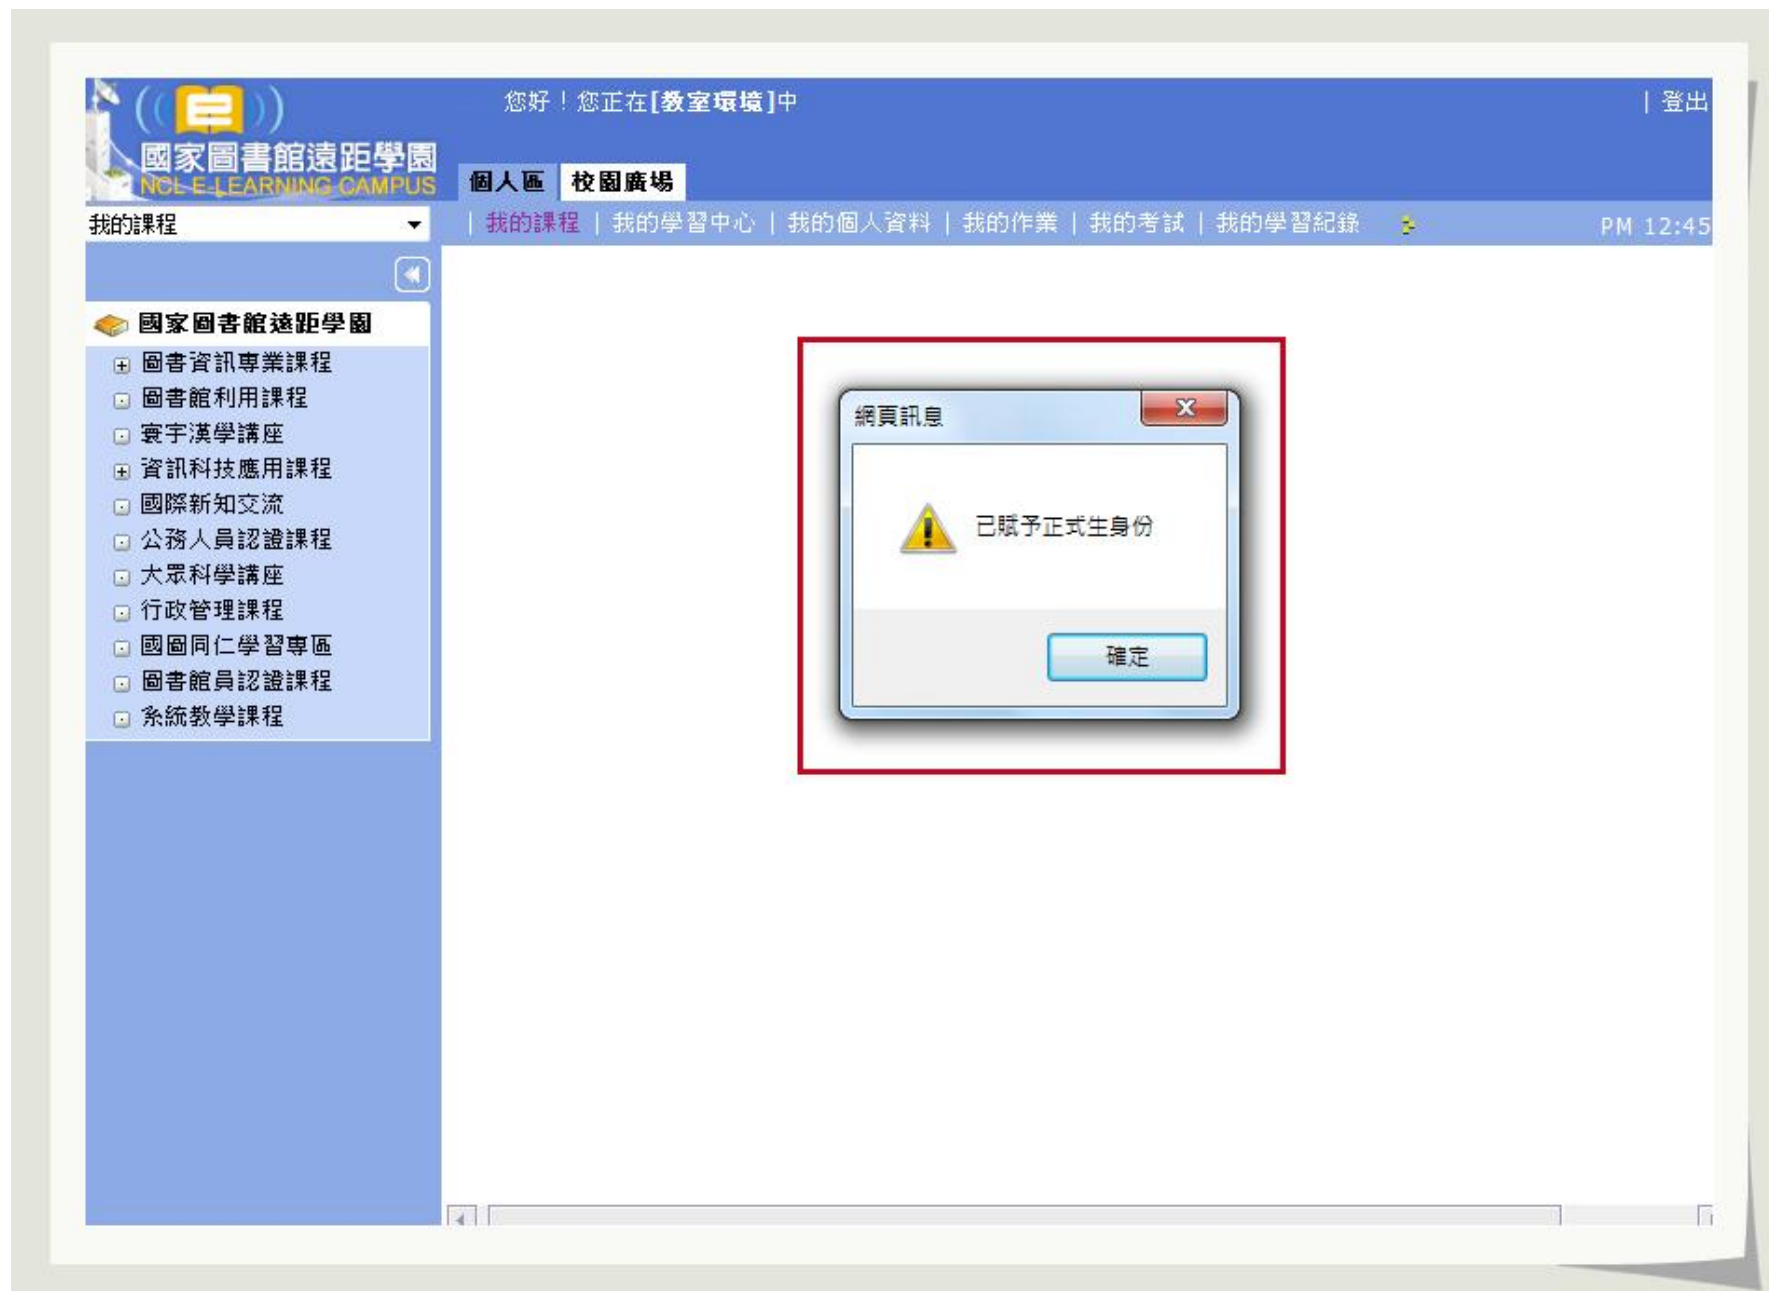 您好！您正在[教室環境]中
| 登出
國家圖書館遠距學園
NCL E-LEARNING CAMPUS
個人區 校園廣場
我的課程
| 我的課程 | 我的學習中心 | 我的個人資料 | 我的作業 | 我的考試 | 我的學習紀錄
PM 12:45
國家圖書館遠距學園
圖書資訊專業課程
圖書館利用課程
寰宇漢學講座
資訊科技應用課程
國際新知交流
公務人員認證課程
大眾科學講座
行政管理課程
國圖同仁學習專區
圖書館員認證課程
系統教學課程
網頁訊息
已賦予正式生身份
確定